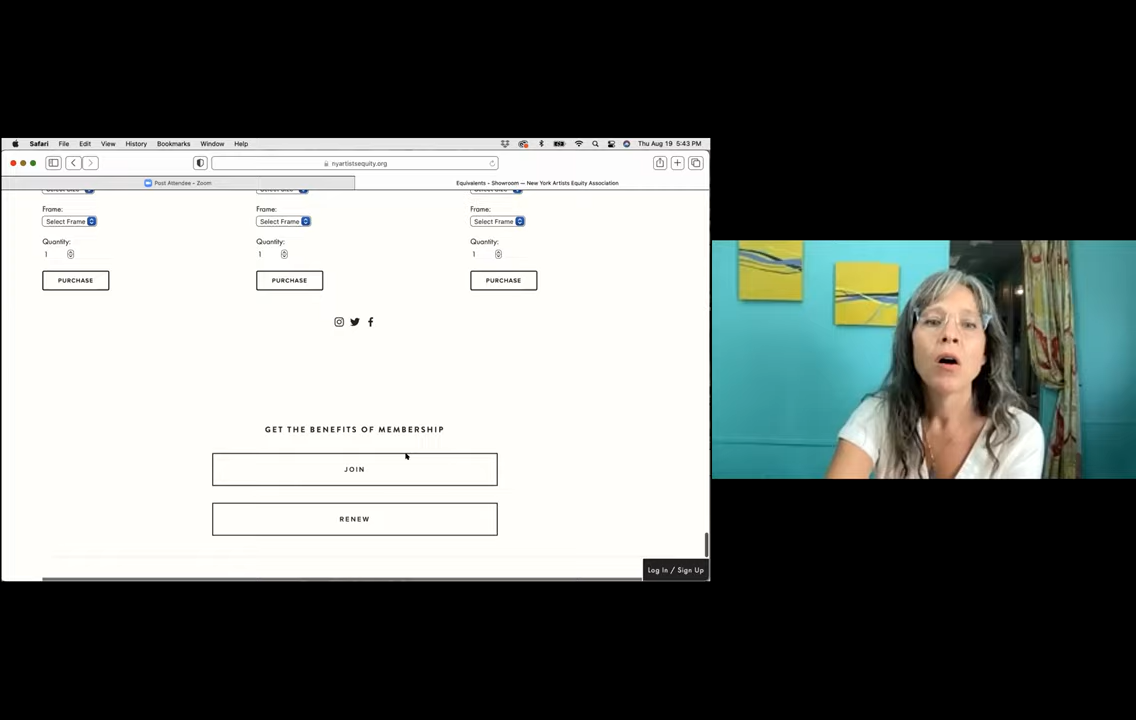 Safari File Edit View History Bookmarks Window Help Thu Aug 19 5:43 PM
nyartistsequity.org
Post Attendee - Zoom Equivalents - Showroom — New York Artists Equity Association
Frame: Frame: Frame:
Select Frame Select Frame Select Frame
Quantity: Quantity: Quantity:
1 1 1
PURCHASE PURCHASE PURCHASE
GET THE BENEFITS OF MEMBERSHIP
JOIN
RENEW
Log In / Sign Up